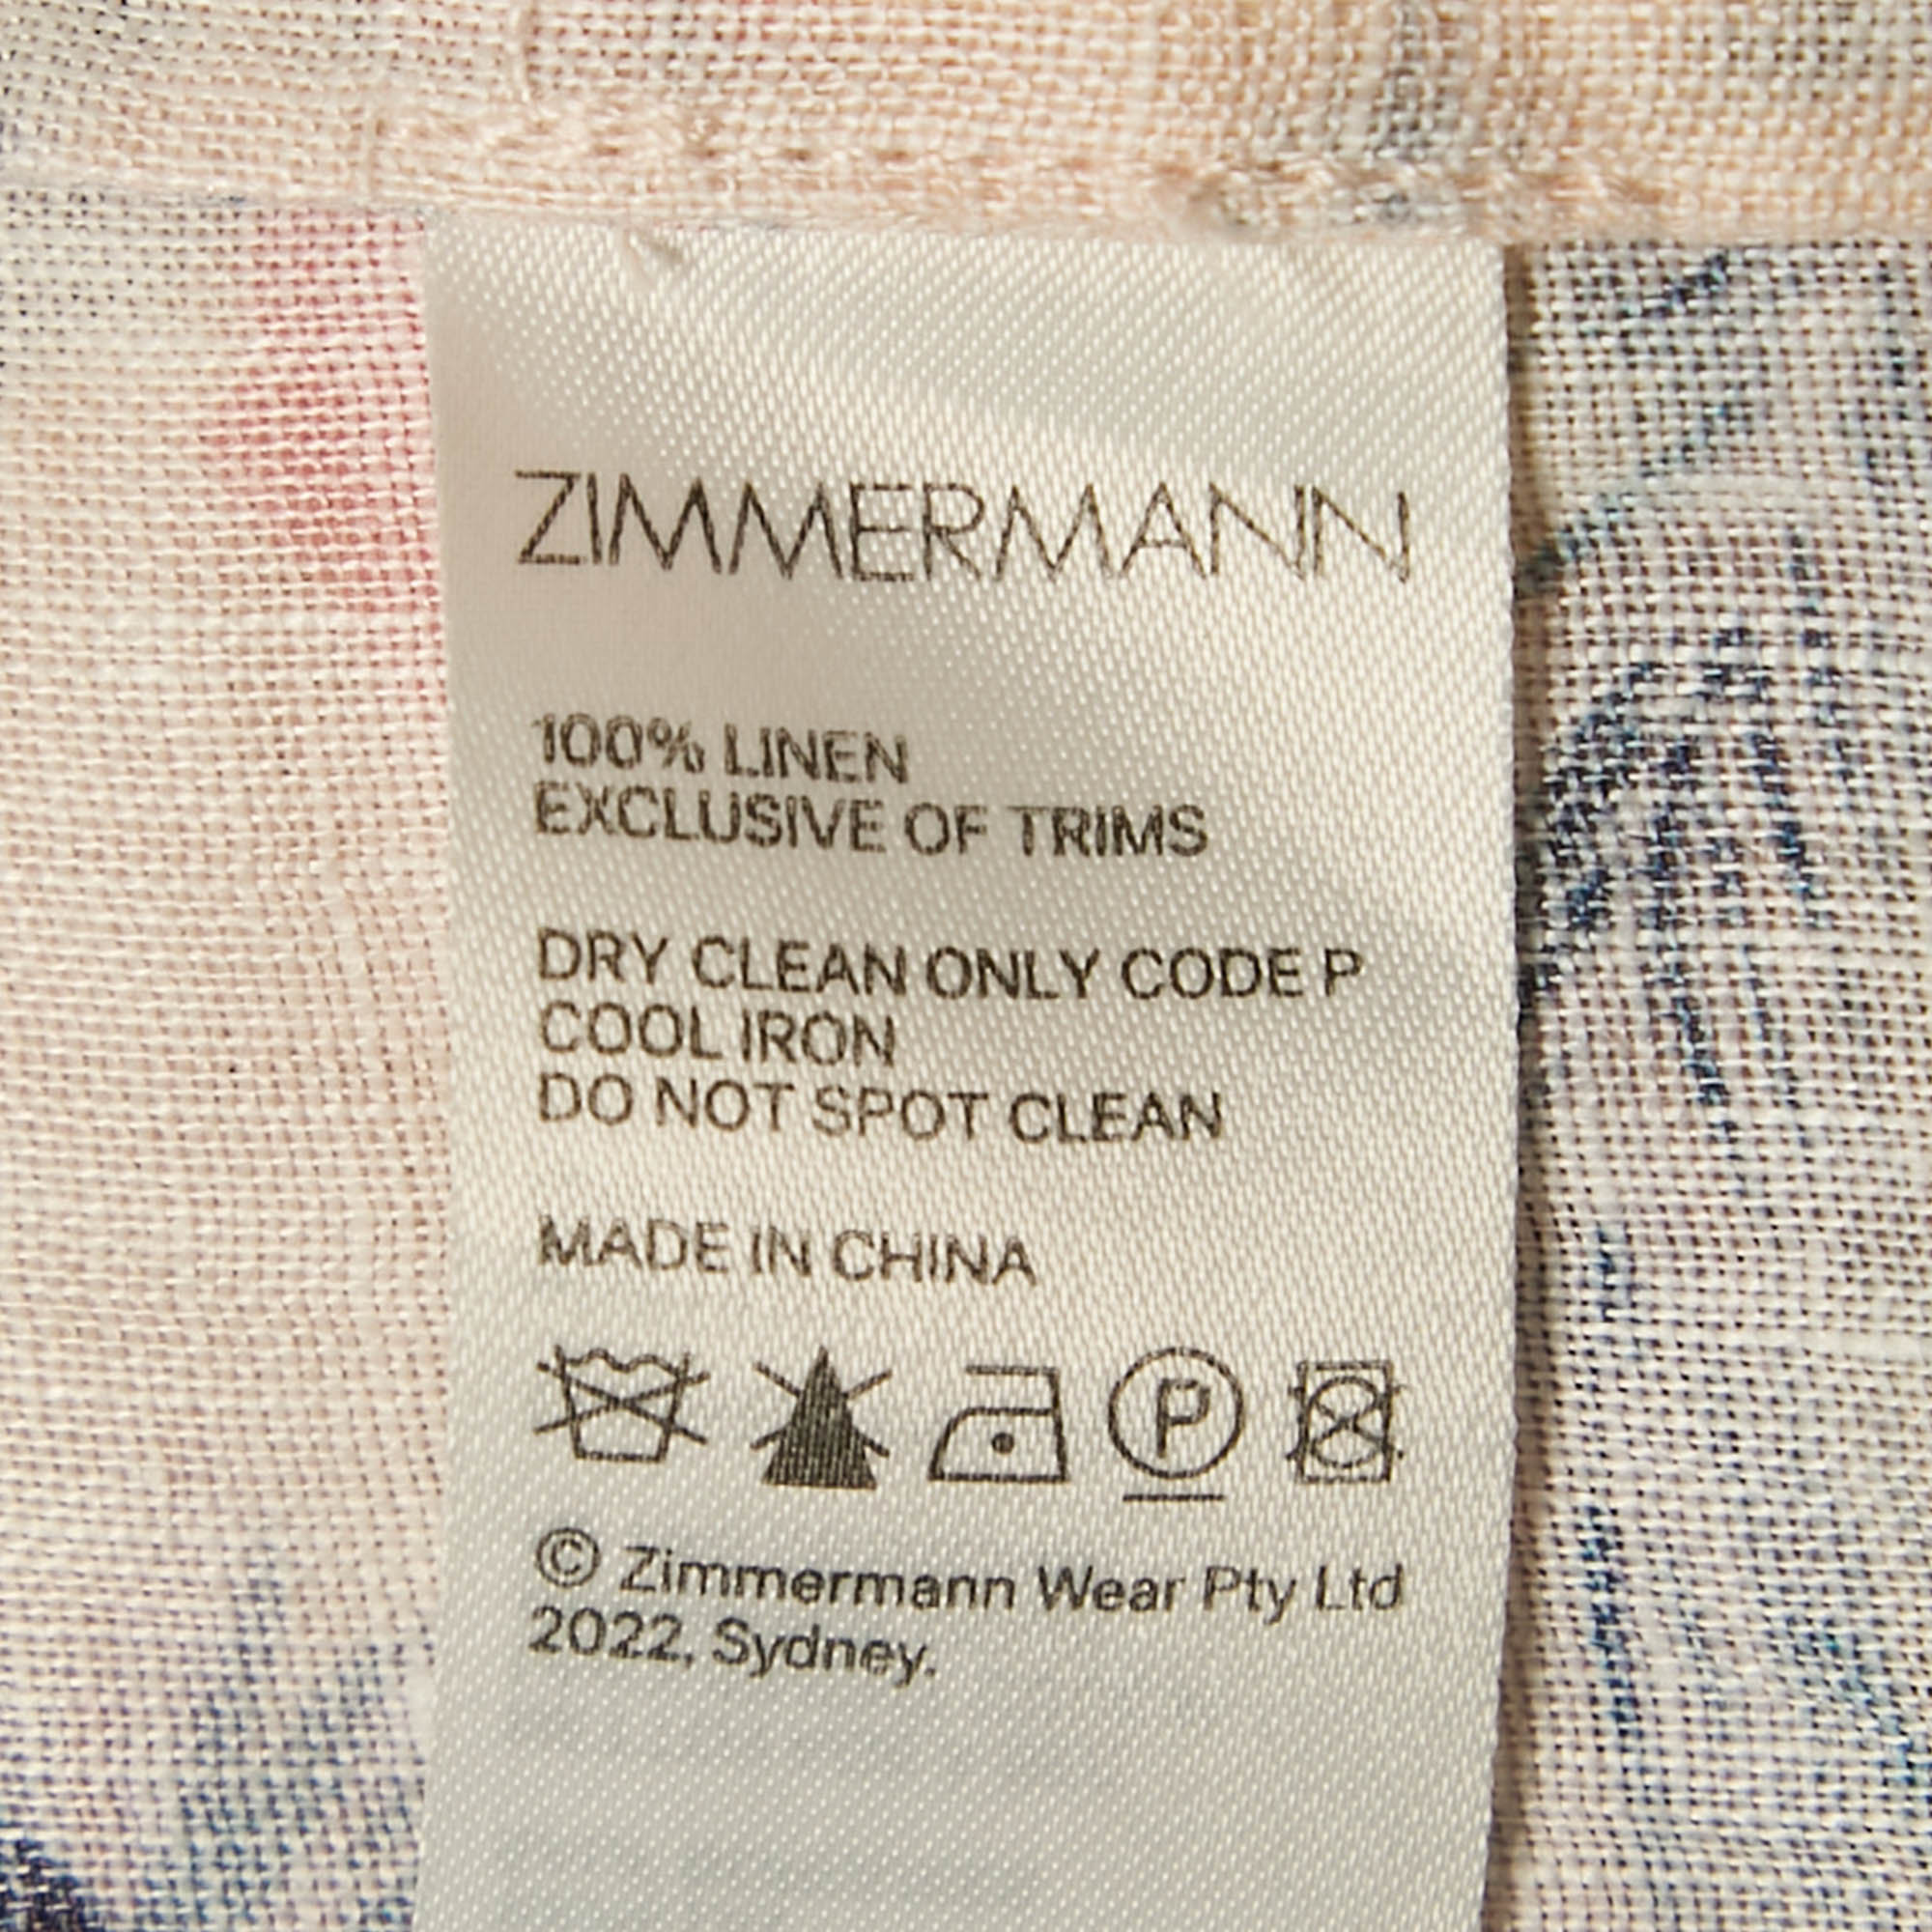 ZIMMERMANN
100% LINEN
EXCLUSIVE OF TRIMS
DRY CLEAN ONLY CODE P
COOL IRON
DO NOT SPOT CLEAN
MADE IN CHINA
P
© Zimmermann Wear Pty Ltd
2022, Sydney.